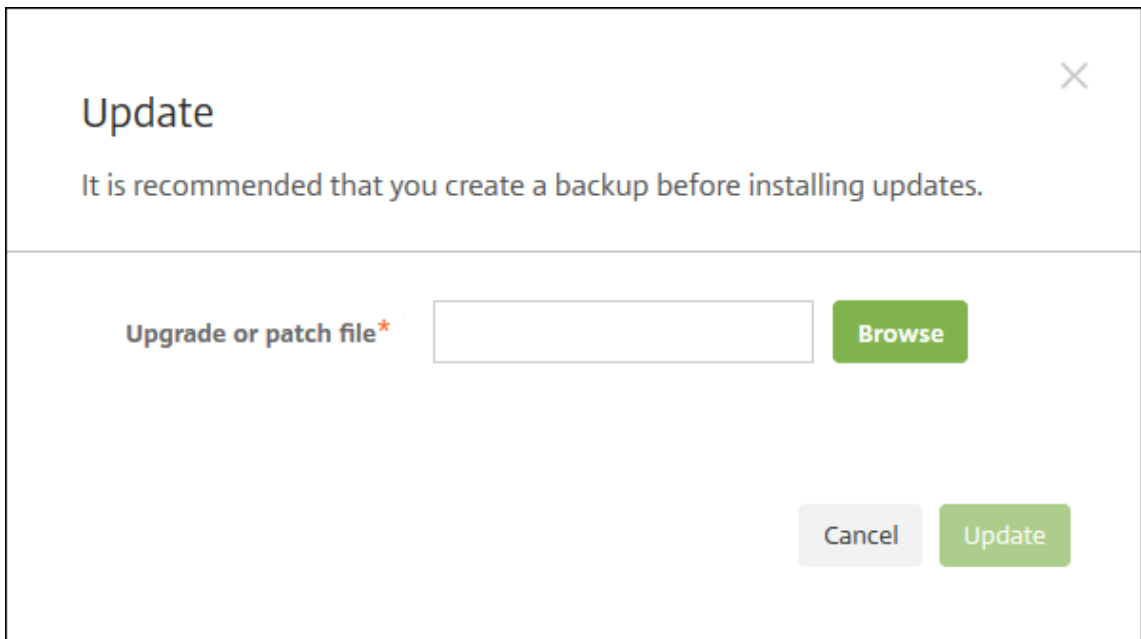 Update
It is recommended that you create a backup before installing updates.
Upgrade or patch file* Browse
Cancel Update